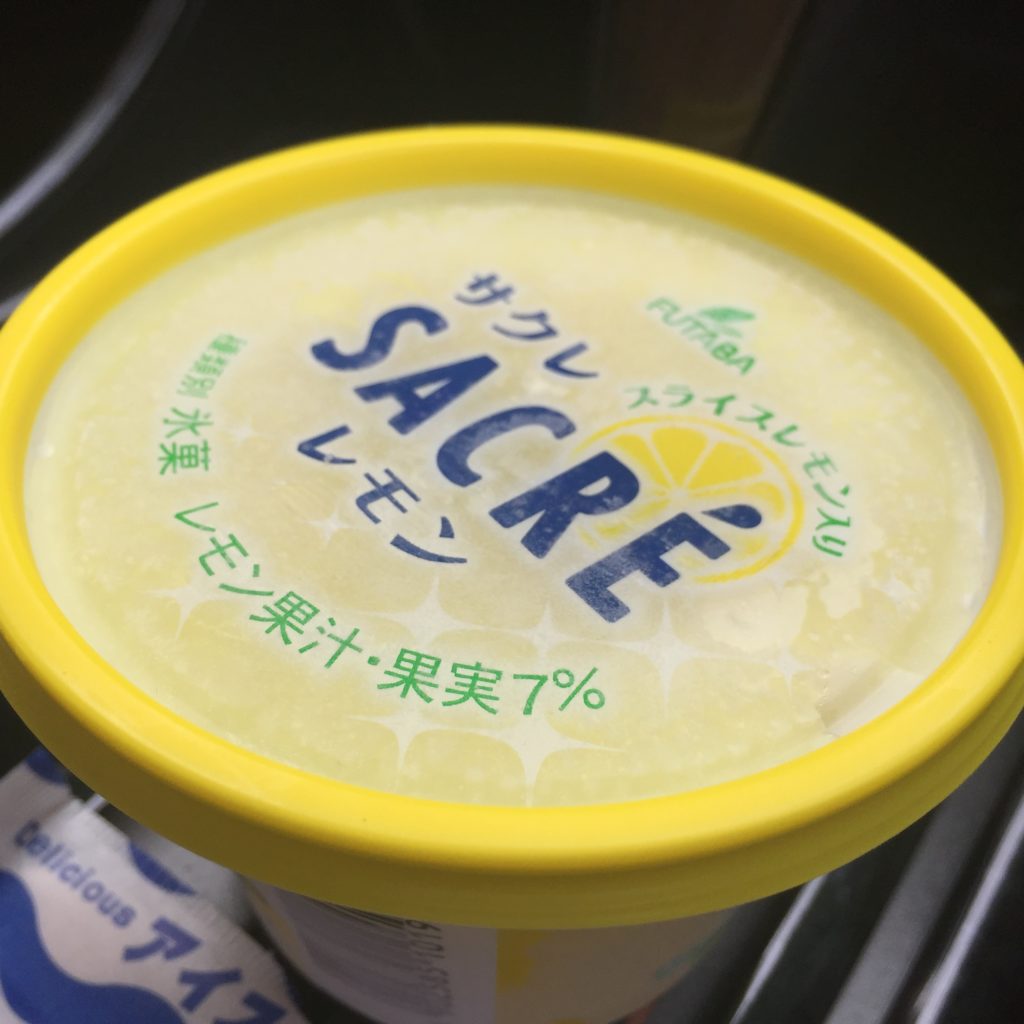 FUTABA
サクレ
SACRÉ
レモン
スライスレモン入り
種類別 氷菓
レモン果汁・果実7%
Delicious
アイス